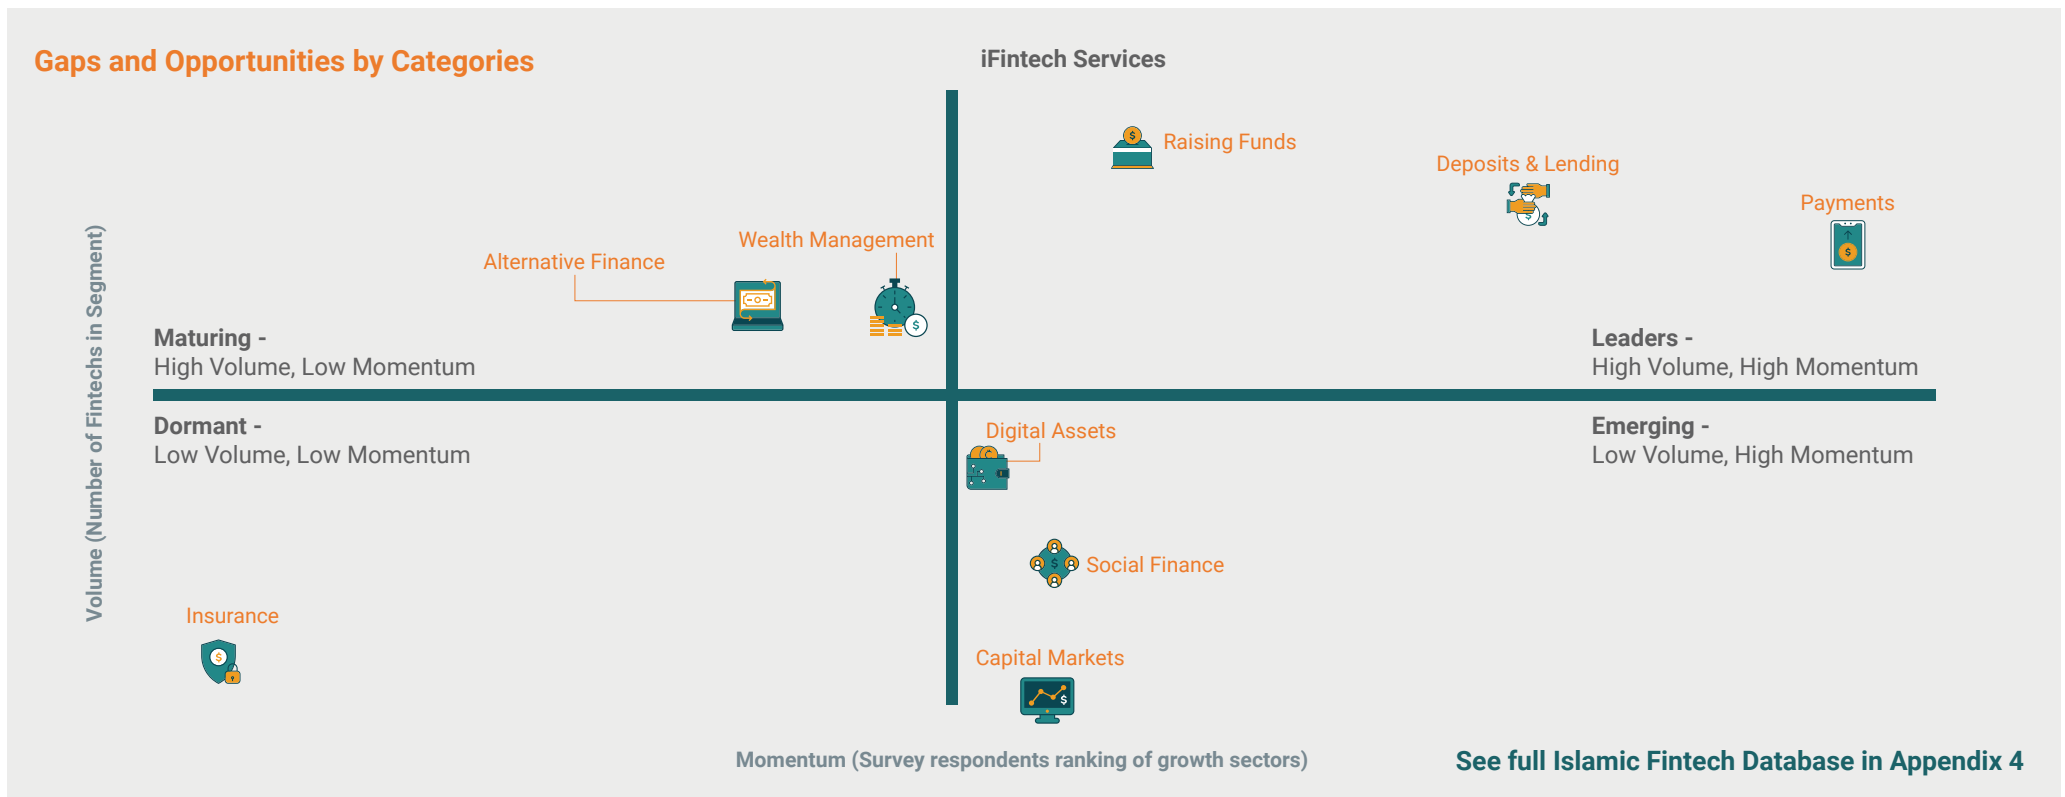 Gaps and Opportunities by Categories
iFintech Services
Raising Funds
Deposits & Lending
Payments
Wealth Management
Alternative Finance
Maturing -
High Volume, Low Momentum
Leaders -
High Volume, High Momentum
Volume (Number of Fintechs in Segment)
Dormant -
Low Volume, Low Momentum
Digital Assets
Emerging -
Low Volume, High Momentum
Social Finance
Insurance
Capital Markets
Momentum (Survey respondents ranking of growth sectors)
See full Islamic Fintech Database in Appendix 4